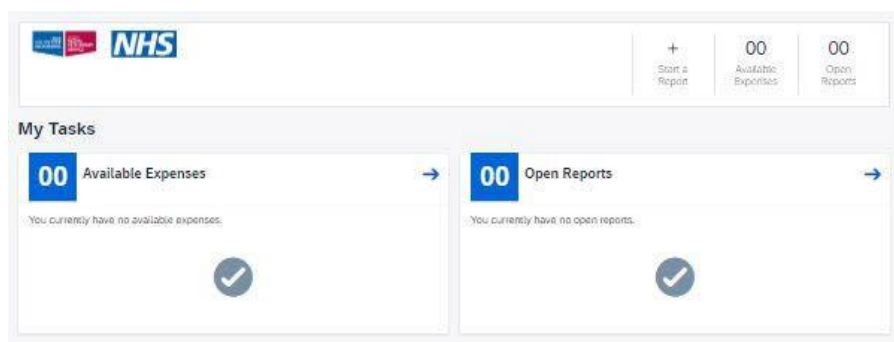 NHS
+
Start a
Report
00
Available
Expenses
00
Open
Reports
My Tasks
00 Available Expenses →
You currently have no available expenses.
00 Open Reports →
You currently have no open reports.